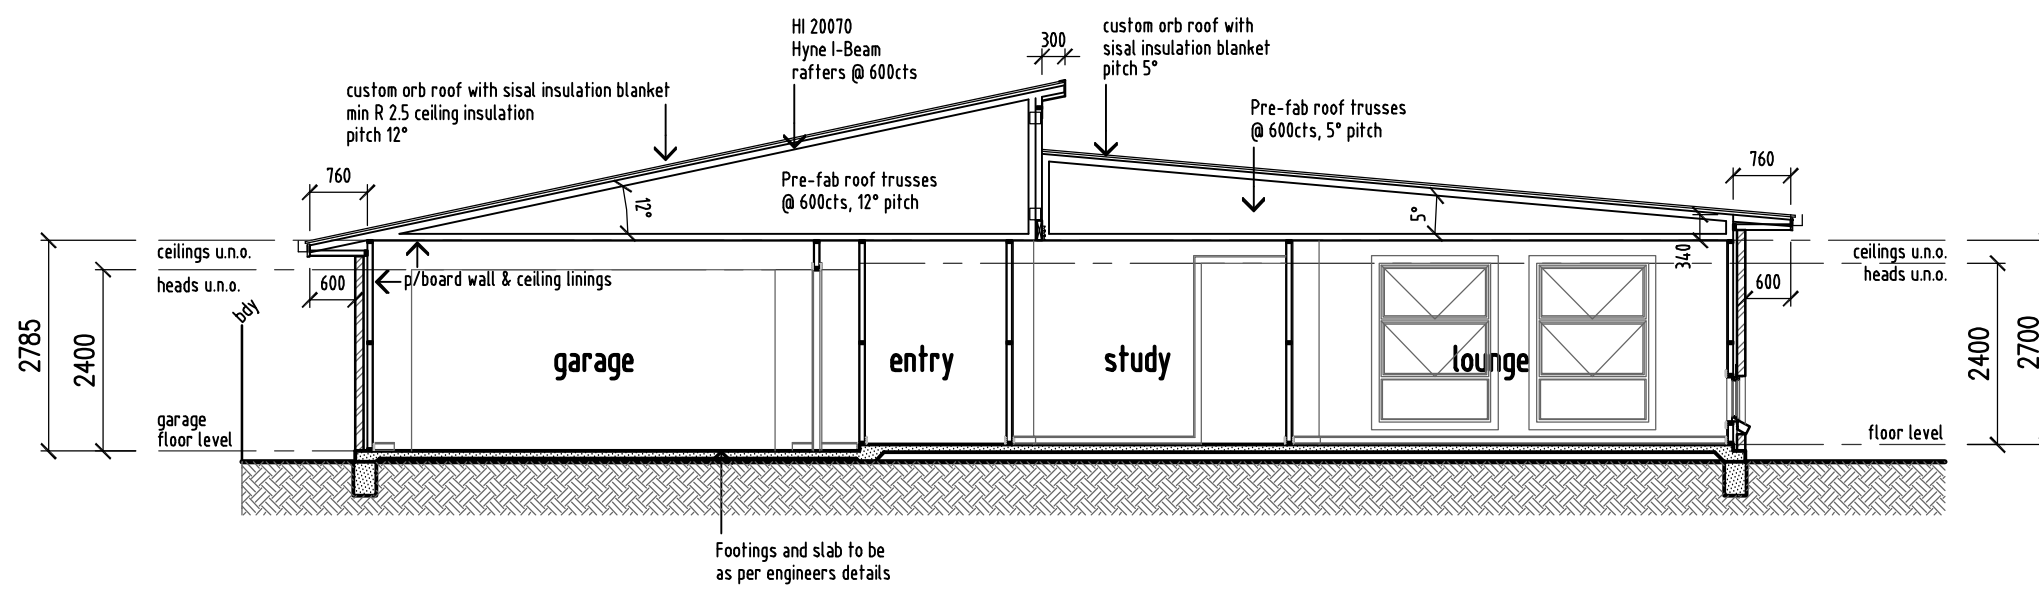 HI 20070
Hyne I-Beam
rafters @ 600cts
300
custom orb roof with
sisal insulation blanket
pitch 5°
custom orb roof with sisal insulation blanket
min R 2.5 ceiling insulation
pitch 12°
Pre-fab roof trusses
@ 600cts, 5° pitch
760
760
Pre-fab roof trusses
@ 600cts, 12° pitch
12°
5°
340
ceilings u.n.o.
heads u.n.o.
bdy
600
p/board wall & ceiling linings
ceilings u.n.o.
heads u.n.o.
600
2785
2400
garage
entry
study
lounge
2400
2700
garage
floor level
floor level
Footings and slab to be
as per engineers details